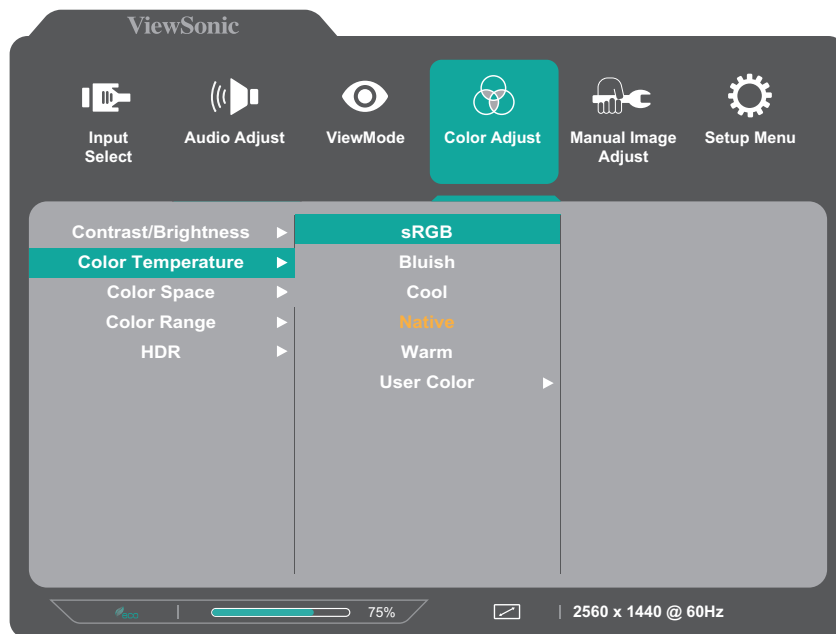 ViewSonic
Input Select
Audio Adjust
ViewMode
Color Adjust
Manual Image Adjust
Setup Menu
Contrast/Brightness
Color Temperature
Color Space
Color Range
HDR
sRGB
Bluish
Cool
Native
Warm
User Color
eco
75%
2560 x 1440 @ 60Hz